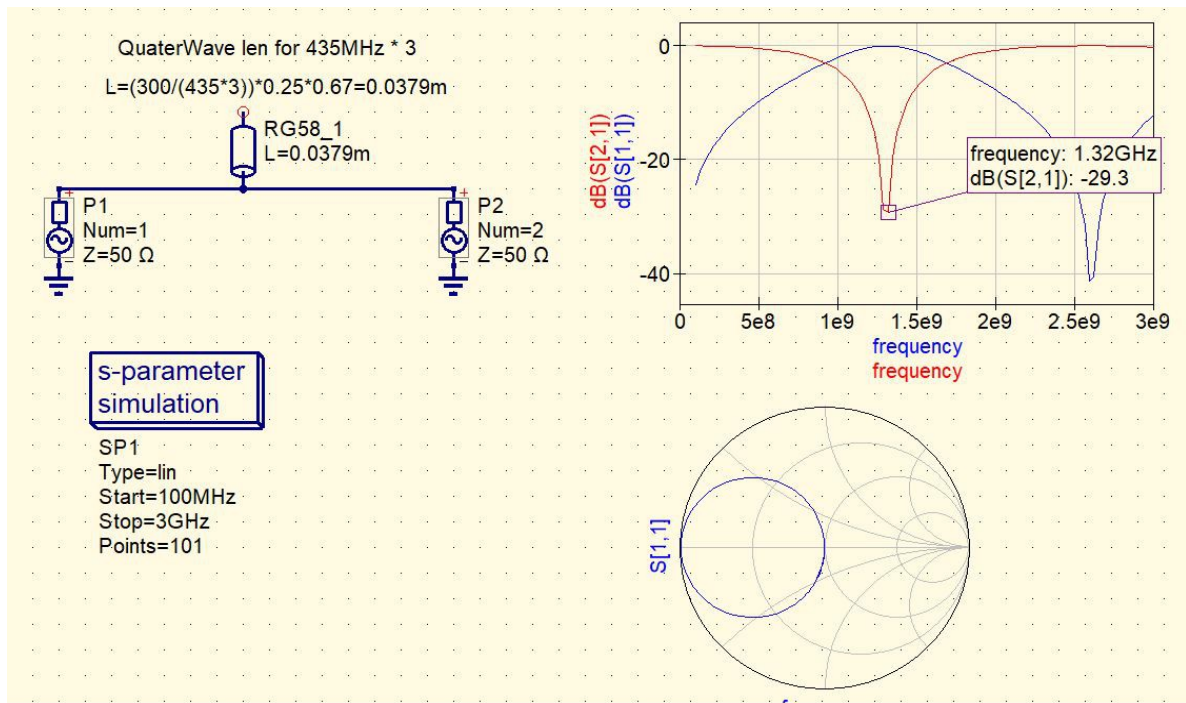 QuaterWave len for 435MHz * 3
L=(300/(435*3))*0.25*0.67=0.0379m
RG58_1
L=0.0379m
P1
Num=1
Z=50 Ω
P2
Num=2
Z=50 Ω
s-parameter
simulation
SP1
Type=lin
Start=100MHz
Stop=3GHz
Points=101
dB(S[2,1])
dB(S[1,1])
0
-20
-40
frequency: 1.32GHz
dB(S[2,1]): -29.3
0
5e8
1e9
1.5e9
2e9
2.5e9
3e9
frequency
frequency
S[1,1]